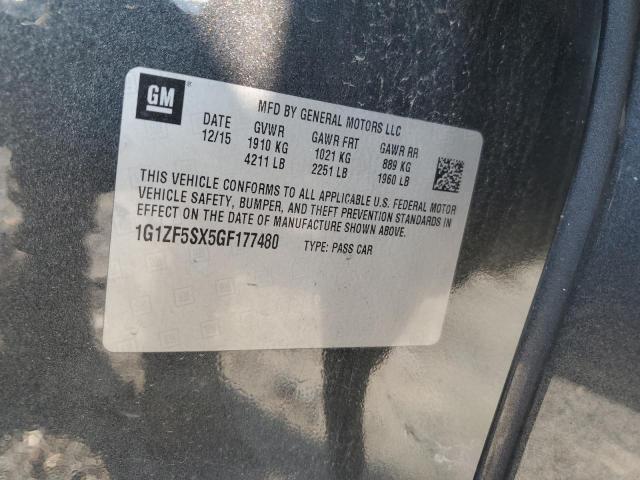 GM ®
MFD BY GENERAL MOTORS LLC
DATE GVWR GAWR FRT GAWR RR
12/15 1910 KG 1021 KG 889 KG
4211 LB 2251 LB 1960 LB
THIS VEHICLE CONFORMS TO ALL APPLICABLE U.S. FEDERAL MOTOR
VEHICLE SAFETY, BUMPER, AND THEFT PREVENTION STANDARDS IN
EFFECT ON THE DATE OF MANUFACTURE SHOWN ABOVE.
1G1ZF5SX5GF177480 TYPE: PASS CAR